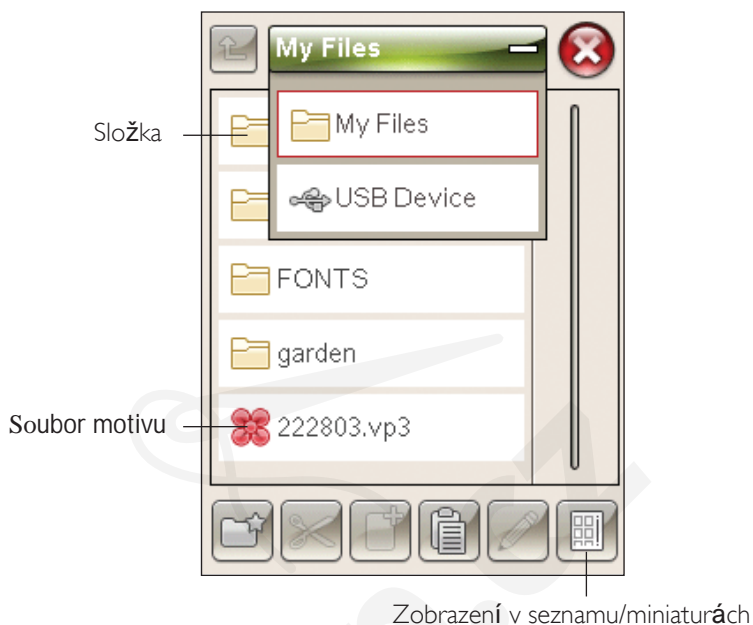 My Files
Složka
My Files
USB Device
FONTS
garden
Soubor motivu
222803.vp3
Zobrazení v seznamu/miniaturách